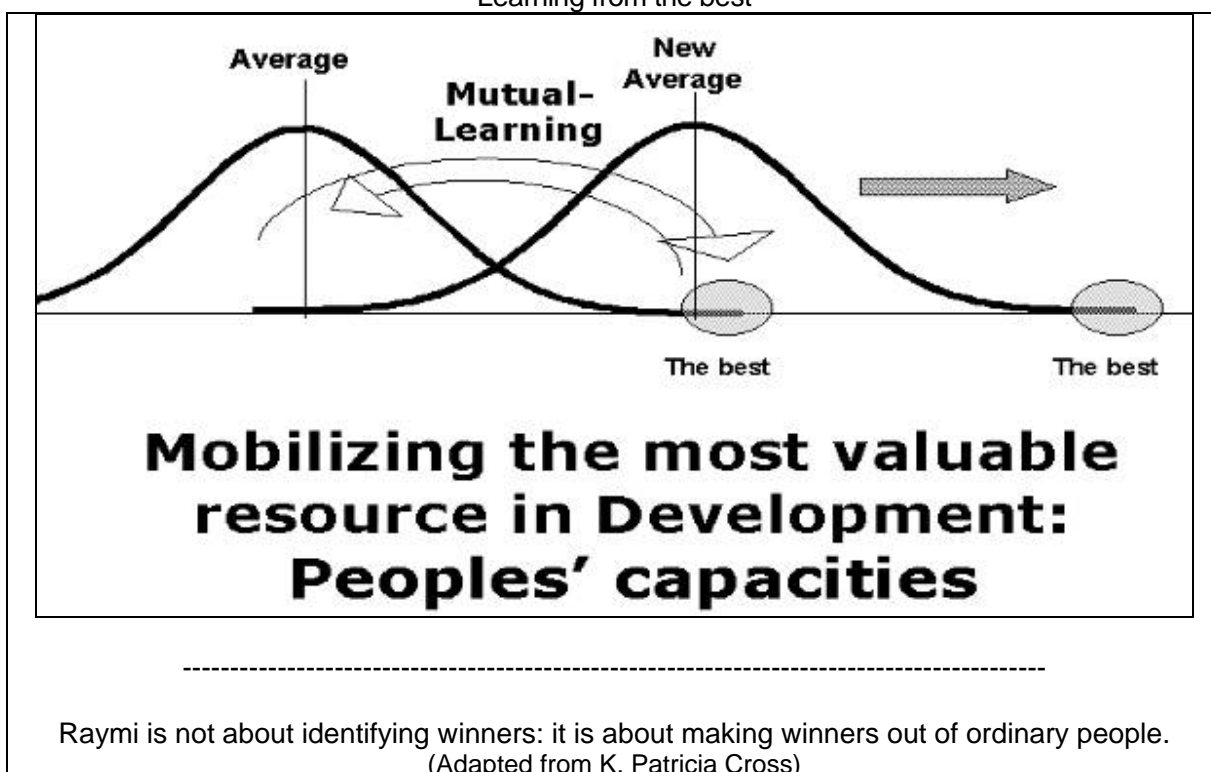 Learning from the best
Average
New
Average
Mutual-
Learning
The best
The best
Mobilizing the most valuable
resource in Development:
Peoples’ capacities
--------------------------------------------------------------------------------------------
Raymi is not about identifying winners: it is about making winners out of ordinary people.
(Adapted from K. Patricia Cross)